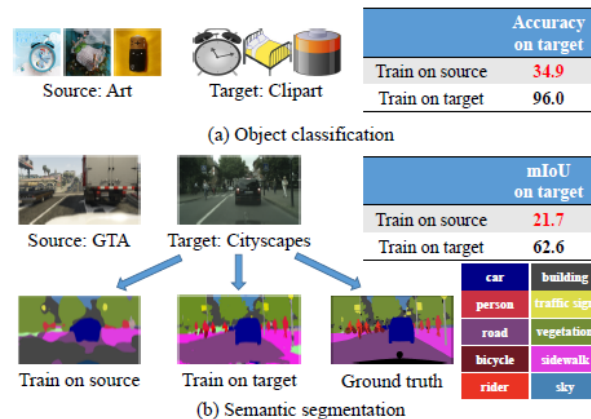 Accuracy
on target
Train on source 34.9
Train on target 96.0
Source: Art Target: Clipart
(a) Object classification
mIoU
on target
Train on source 21.7
Train on target 62.6
Source: GTA Target: Cityscapes
car building
person traffic sign
road vegetation
bicycle sidewalk
rider sky
Train on source Train on target Ground truth
(b) Semantic segmentation